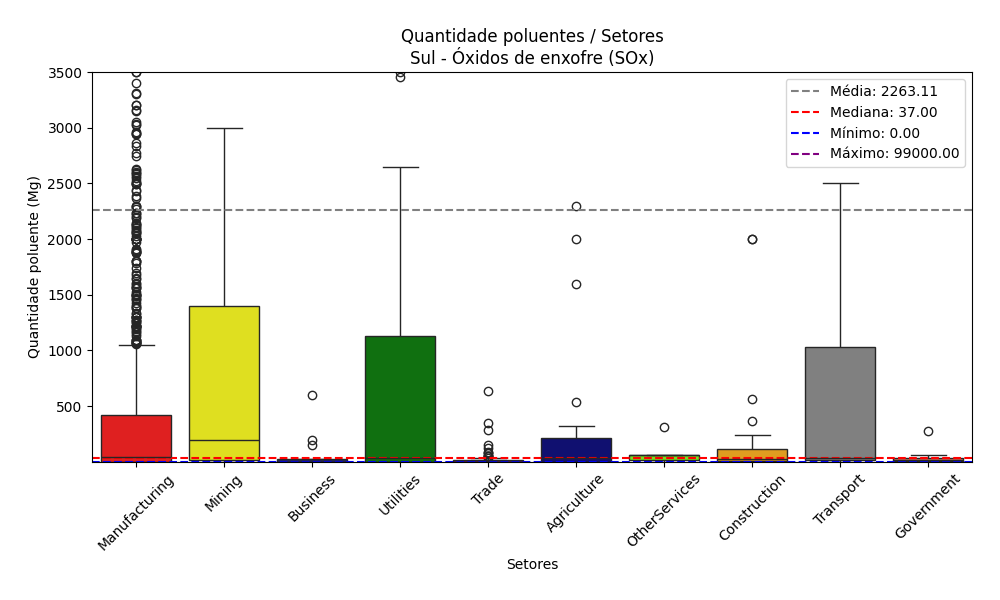 Quantidade poluentes / Setores
Sul - Óxidos de enxofre (SOx)
Média: 2263.11
Mediana: 37.00
Mínimo: 0.00
Máximo: 99000.00
Quantidade poluente (Mg)
3500
3000
2500
2000
1500
1000
500
Manufacturing
Mining
Business
Utilities
Trade
Agriculture
OtherServices
Construction
Transport
Government
Setores